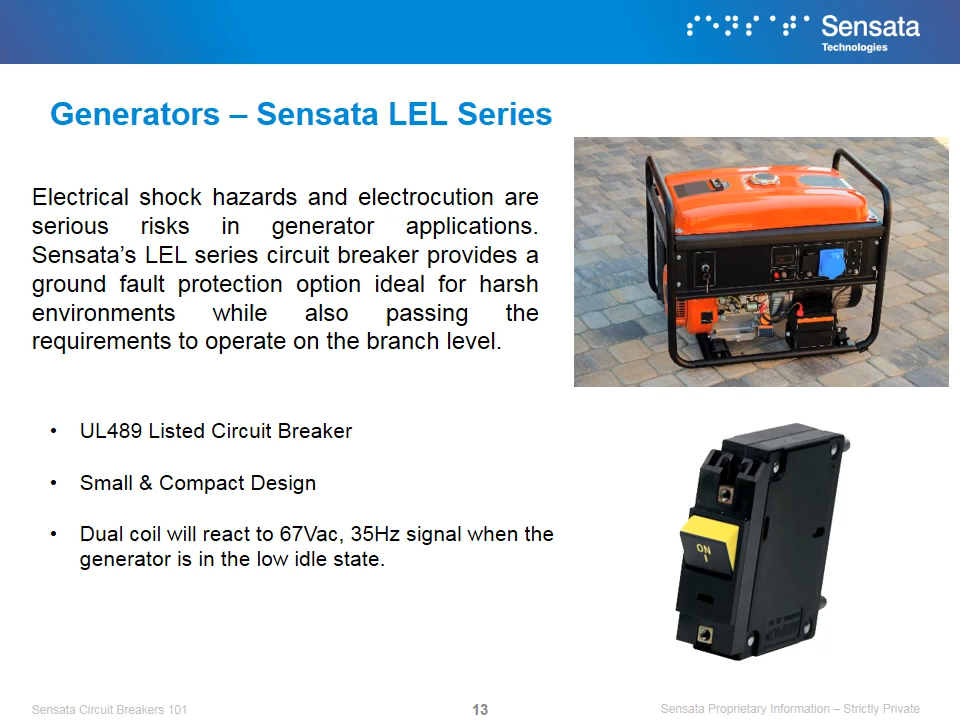 Sensata
Technologies
Generators – Sensata LEL Series
Electrical shock hazards and electrocution are
serious risks in generator applications.
Sensata’s LEL series circuit breaker provides a
ground fault protection option ideal for harsh
environments while also passing the
requirements to operate on the branch level.
• UL489 Listed Circuit Breaker
• Small & Compact Design
• Dual coil will react to 67Vac, 35Hz signal when the
generator is in the low idle state.
ON
I
Sensata Circuit Breakers 101
13
Sensata Proprietary Information – Strictly Private